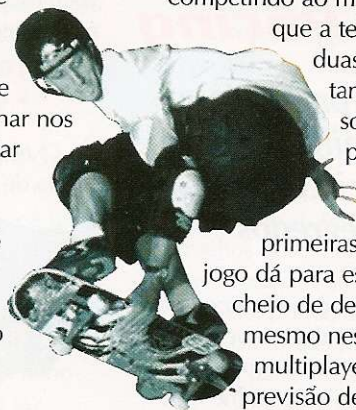 e
nar nos
ar
o
competindo ao m
que a te
duas
tan
so
p
primeiras
jogo dá para es
cheio de de
mesmo nes
multiplaye
previsão de